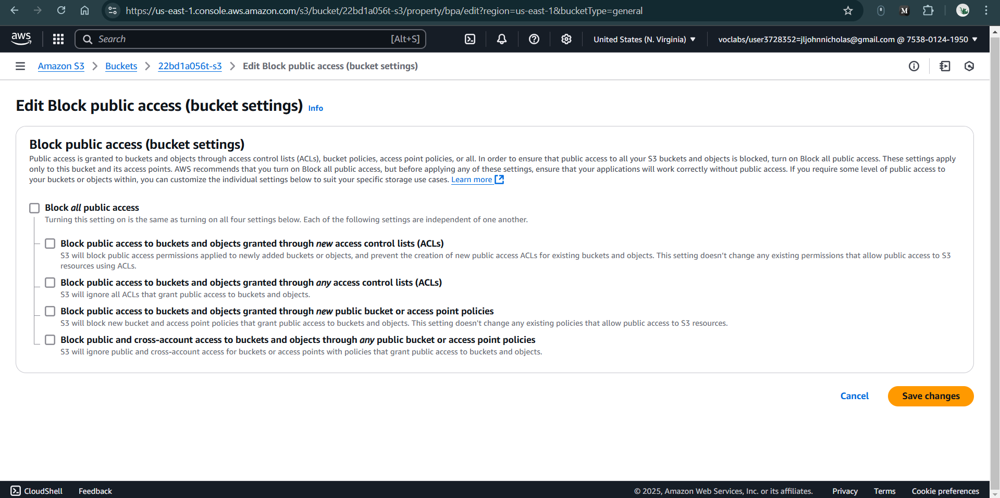 https://us-east-1.console.aws.amazon.com/s3/bucket/22bd1a056t-s3/property/bpa/edit?region=us-east-1&bucketType=general
M
aws
Search
[Alt+S]
United States (N. Virginia)
voclabs/user3728352=jljohnnicholas@gmail.com @ 7538-0124-1950
Amazon S3 > Buckets > 22bd1a056t-s3 > Edit Block public access (bucket settings)
Edit Block public access (bucket settings) Info
Block public access (bucket settings)
Public access is granted to buckets and objects through access control lists (ACLs), bucket policies, access point policies, or all. In order to ensure that public access to all your S3 buckets and objects is blocked, turn on Block all public access. These settings apply
only to this bucket and its access points. AWS recommends that you turn on Block all public access, but before applying any of these settings, ensure that your applications will work correctly without public access. If you require some level of public access to
your buckets or objects within, you can customize the individual settings below to suit your specific storage use cases. Learn more
Block all public access
Turning this setting on is the same as turning on all four settings below. Each of the following settings are independent of one another.
Block public access to buckets and objects granted through new access control lists (ACLs)
S3 will block public access permissions applied to newly added buckets or objects, and prevent the creation of new public access ACLs for existing buckets and objects. This setting doesn't change any existing permissions that allow public access to S3
resources using ACLs.
Block public access to buckets and objects granted through any access control lists (ACLs)
S3 will ignore all ACLs that grant public access to buckets and objects.
Block public access to buckets and objects granted through new public bucket or access point policies
S3 will block new bucket and access point policies that grant public access to buckets and objects. This setting doesn't change any existing policies that allow public access to S3 resources.
Block public and cross-account access to buckets and objects through any public bucket or access point policies
S3 will ignore public and cross-account access for buckets or access points with policies that grant public access to buckets and objects.
Cancel
Save changes
CloudShell
Feedback
© 2025, Amazon Web Services, Inc. or its affiliates.
Privacy
Terms
Cookie preferences